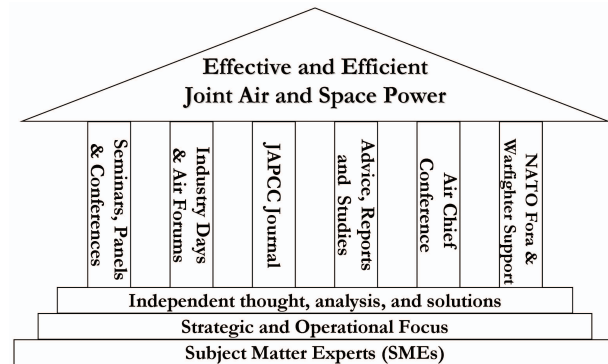 Effective and Efficient
Joint Air and Space Power
Seminars, Panels
& Conferences
Industry Days
& Air Forums
JAPCC Journal
Advice, Reports
and Studies
Air Chief
Conference
NATO Fora &
Warfighter Support
Independent thought, analysis, and solutions
Strategic and Operational Focus
Subject Matter Experts (SMEs)